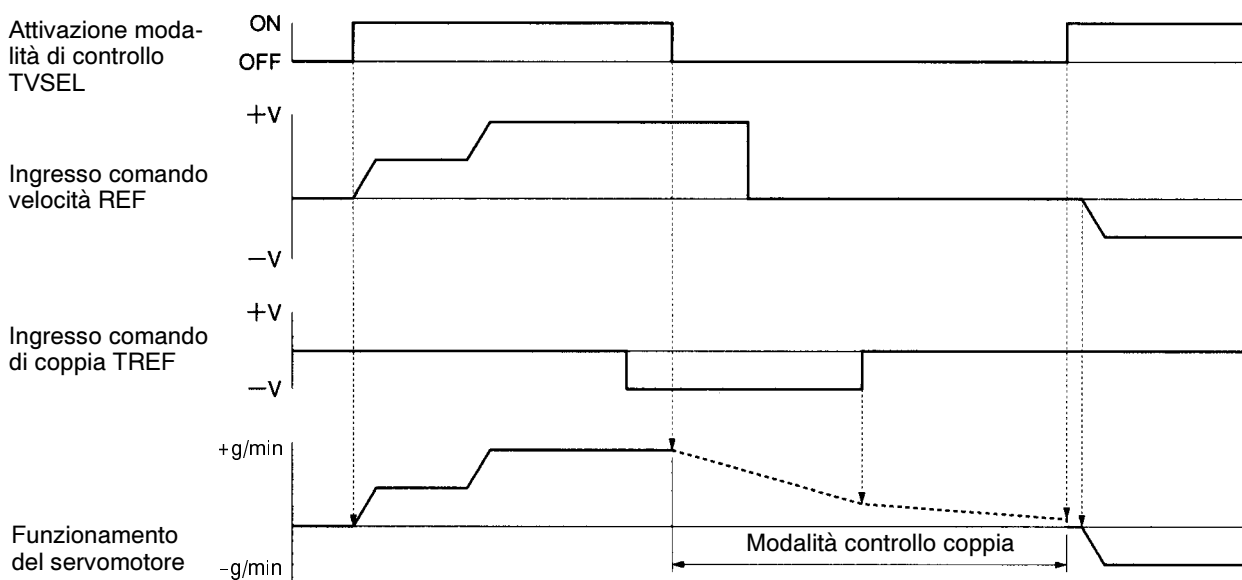 Attivazione moda-
lità di controllo
TVSEL
ON
OFF
Ingresso comando
velocità REF
+V
−V
Ingresso comando
di coppia TREF
+V
−V
Funzionamento
del servomotore
+g/min
−g/min
Modalità controllo coppia